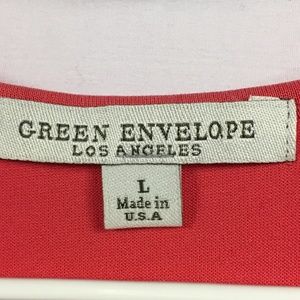 GREEN ENVELOPE
LOS ANGELES
L
Made in
U.S.A